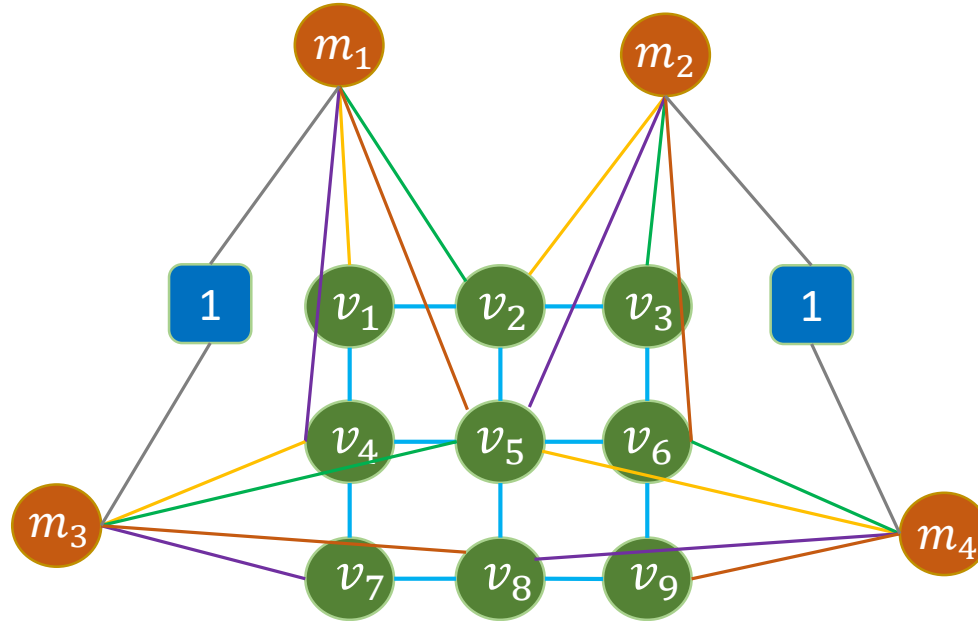 m₁ m₂
1 v₁ v₂ v₃ 1
v₄ v₅ v₆
m₃ m₄
v₇ v₈ v₉